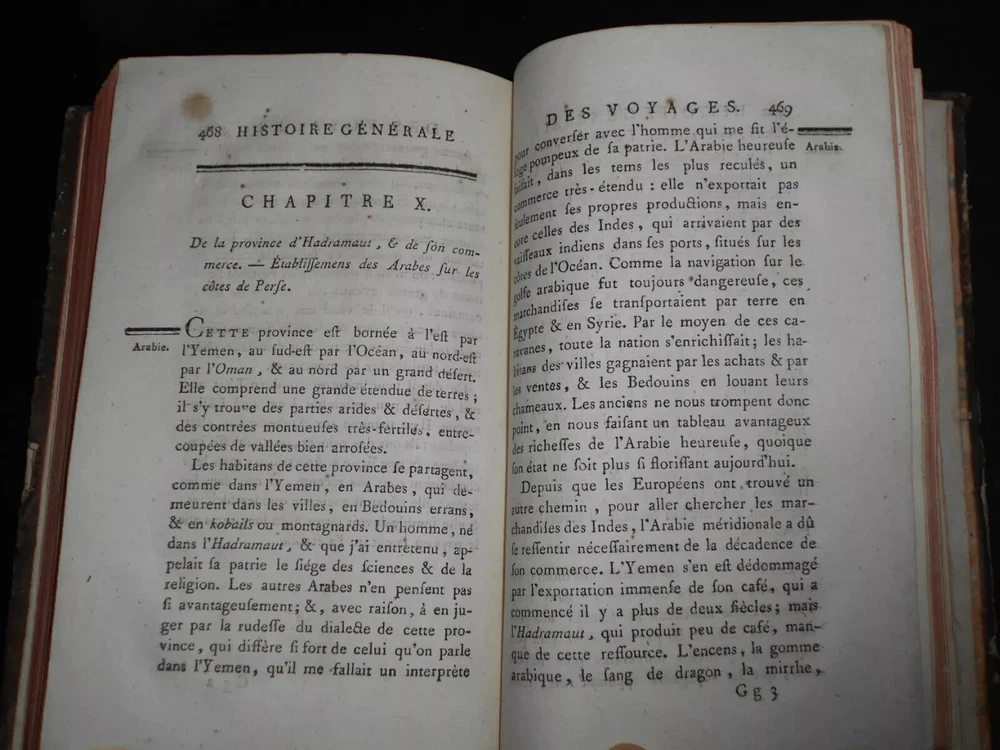 468 HISTOIRE GÉNÉRALE
CHAPITRE X.
De la province d'Hadramaut, & de ſon com-
merce. — Établiſſemens des Arabes ſur les
côtes de Perſe.
Arabie.
CETTE province eſt bornée à l'eſt par
l'Yemen, au ſud-eſt par l'Océan, au nord-eſt
par l'Oman, & au nord par un grand déſert.
Elle comprend une grande étendue de terres;
il s'y trouve des parties arides & déſertes, &
des contrées montueuſes très-fertiles, entre-
coupées de vallées bien arroſées.
Les habitans de cette province ſe partagent,
comme dans l'Yemen, en Arabes, qui de-
meurent dans les villes, en Bedouins errans,
& en kobails ou montagnards. Un homme, né
dans l'Hadramaut, & que j'ai entretenu, ap-
pelait ſa patrie le ſiége des ſciences & de la
religion. Les autres Arabes n'en penſent pas
ſi avantageuſement; &, avec raiſon, à en ju-
ger par la rudeſſe du dialecte de cette pro-
vince, qui diffère ſi fort de celui qu'on parle
dans l'Yemen, qu'il me fallait un interprète
DES VOYAGES. 469
Arabie.
pour converſer avec l'homme qui me fit l'é-
loge pompeux de ſa patrie. L'Arabie heureuſe
faiſait, dans les tems les plus reculés, un
commerce très-étendu : elle n'exportait pas
ſeulement ſes propres productions, mais en-
core celles des Indes, qui arrivaient par des
vaiſſeaux indiens dans ſes ports, ſitués ſur les
côtes de l'Océan. Comme la navigation ſur le
golfe arabique fut toujours dangereuſe, ces
marchandiſes ſe tranſportaient par terre en
Égypte & en Syrie. Par le moyen de ces ca-
ravanes, toute la nation s'enrichiſſait; les ha-
bitans des villes gagnaient par les achats & par
les ventes, & les Bedouins en louant leurs
chameaux. Les anciens ne nous trompent donc
point, en nous faiſant un tableau avantageux
des richeſſes de l'Arabie heureuſe, quoique
ſon état ne ſoit plus ſi floriſſant aujourd'hui.
Depuis que les Européens ont trouvé un
autre chemin, pour aller chercher les mar-
chandiſes des Indes, l'Arabie méridionale a dû
ſe reſſentir néceſſairement de la décadence de
ſon commerce. L'Yemen s'en eſt dédommagé
par l'exportation immenſe de ſon café, qui a
commencé il y a plus de deux ſiècles; mais
l'Hadramaut, qui produit peu de café, man-
que de cette reſſource. L'encens, la gomme
arabique, le ſang de dragon, la mirrhe,
Gg 3